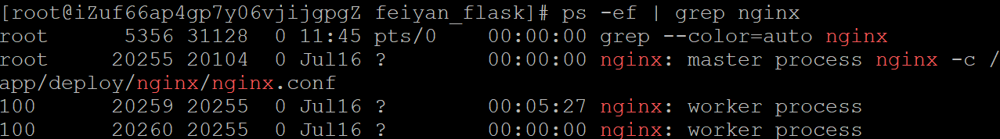 [root@iZuf66ap4gp7y06vjijgpgZ feiyan_flask]# ps -ef | grep nginx
root      5356 31128  0 11:45 pts/0    00:00:00 grep --color=auto nginx
root     20255 20104  0 Jul16 ?        00:00:00 nginx: master process nginx -c /
app/deploy/nginx/nginx.conf
100      20259 20255  0 Jul16 ?        00:05:27 nginx: worker process
100      20260 20255  0 Jul16 ?        00:00:00 nginx: worker process